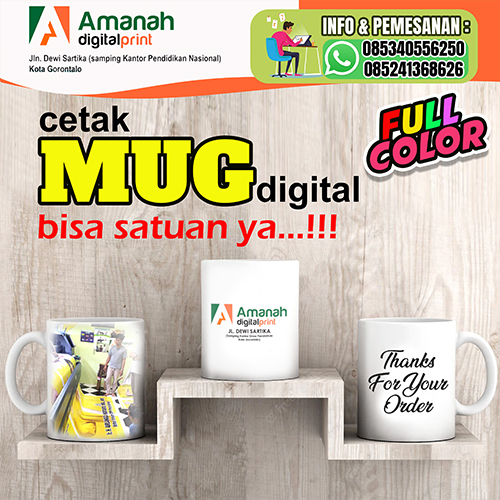 Amanah
digitalprint
Jln. Dewi Sartika (samping Kantor Pendidikan Nasional)
Kota Gorontalo
INFO & PEMESANAN :
085340556250
085241368626
cetak
MUG digital
bisa satuan ya...!!!
FULL
COLOR
Amanah
digitalprint
JL. DEWI SARTIKA
Thanks
For Your
Order